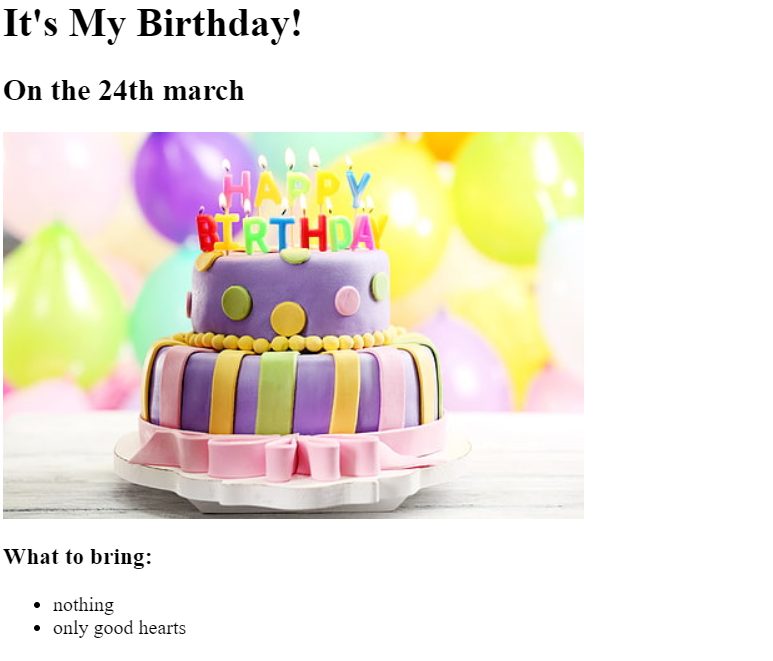 It's My Birthday!
On the 24th march
HAPPY
BIRTHDAY
What to bring:
nothing
only good hearts